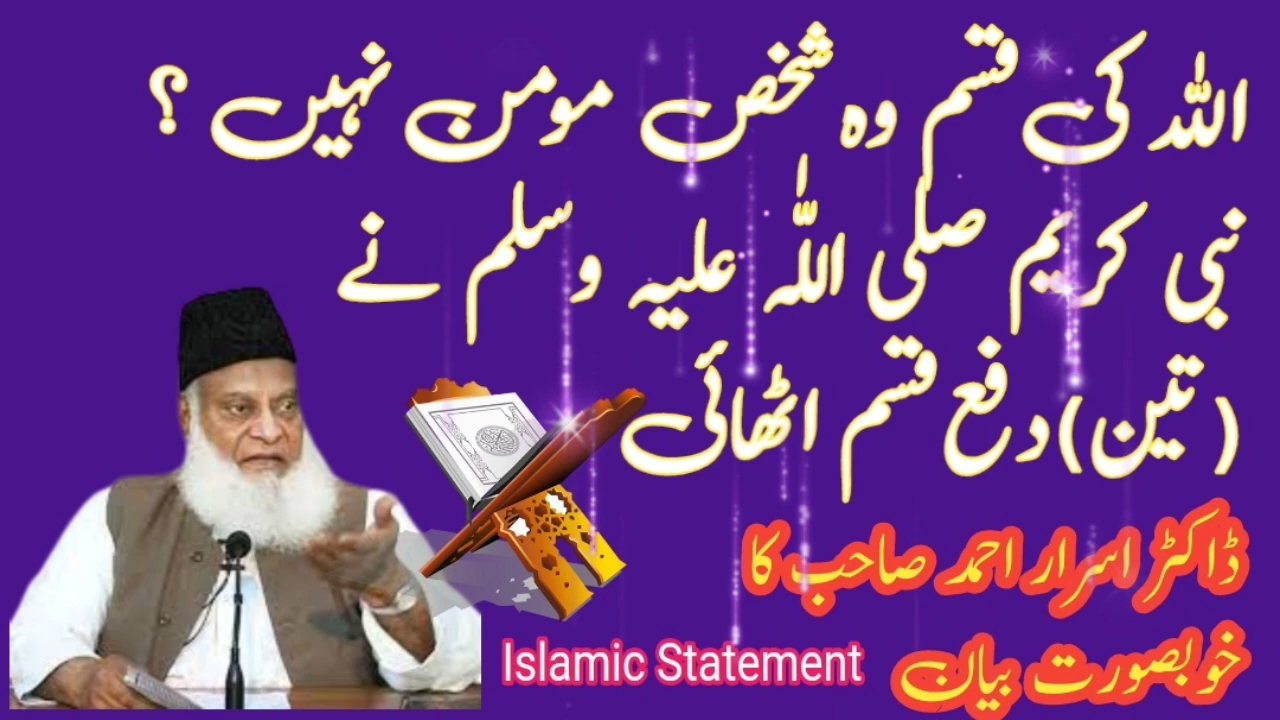 اللہ کی قسم وہ شخص مومن نہیں ؟
نبی کریم صلی اللہ علیہ وسلم نے
(تین) دفع قسم اٹھائی
ڈاکٹر اسرار احمد صاحب کا
خوبصورت بیان
Islamic Statement